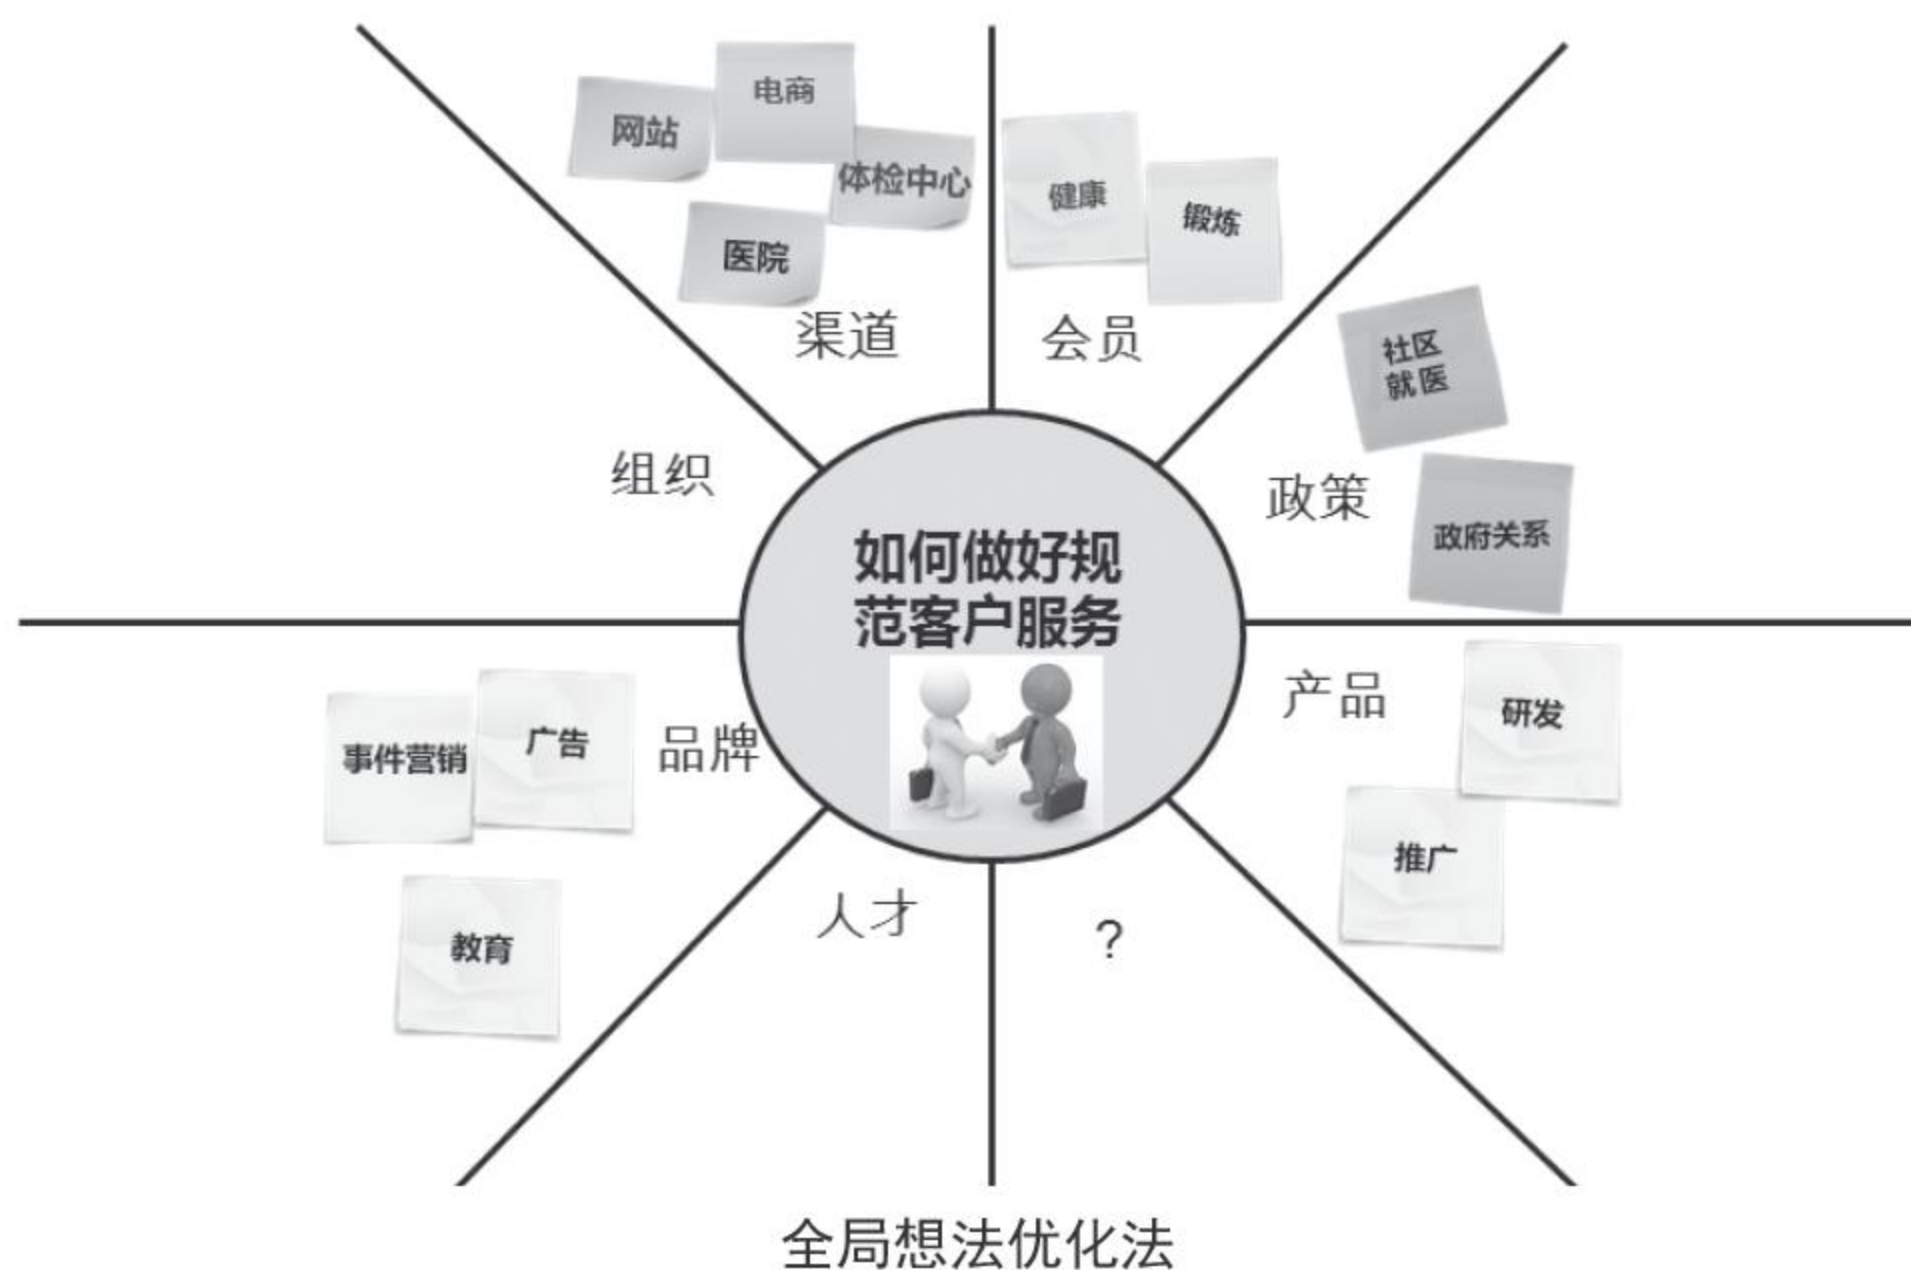 电商
网站
体检中心
医院
渠道
健康
锻炼
会员
社区
就医
政策
政府关系
组织
如何做好规
范客户服务
产品
研发
推广
品牌
广告
事件营销
教育
人才
?
全局想法优化法